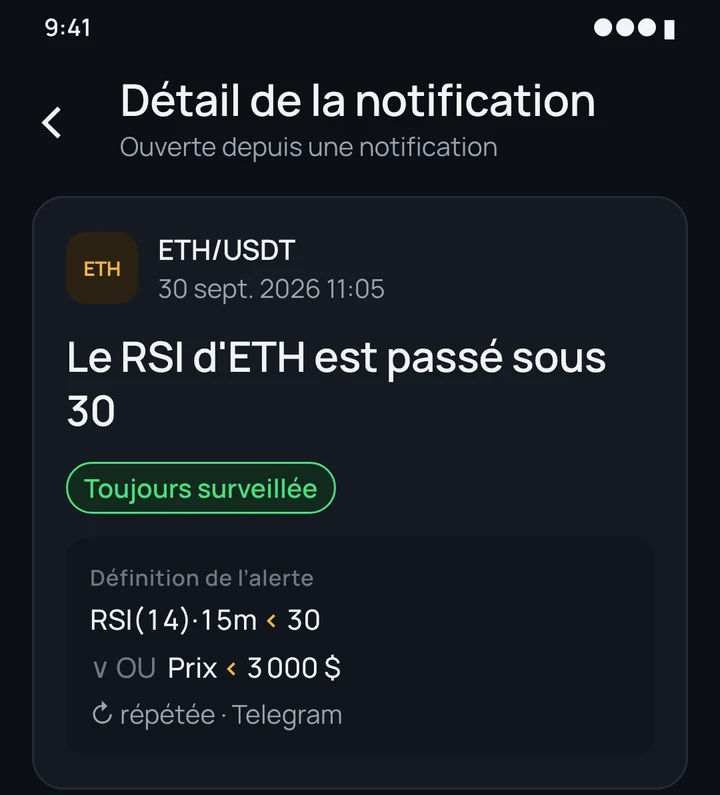 9:41
Détail de la notification
Ouverte depuis une notification
ETH
ETH/USDT
30 sept. 2026 11:05
Le RSI d'ETH est passé sous
30
Toujours surveillée
Définition de l’alerte
RSI(14)·15m < 30
∨ OU Prix < 3 000 $
↻ répétée · Telegram